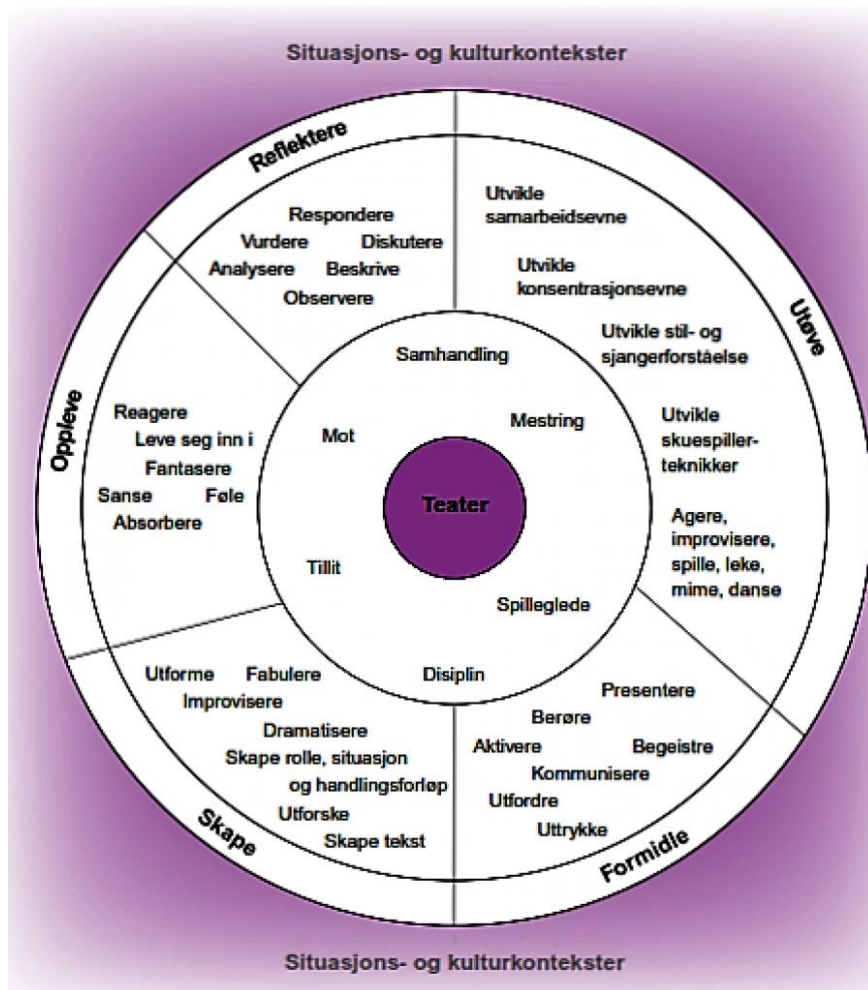 Situasjons- og kulturkontekster
Reflektere
Respondere
Vurdere Diskutere
Analysere Beskrive
Observere
Utøve
Utvikle
samarbeidsevne
Utvikle
konsentrasjonsevne
Utvikle stil- og
sjangerforståelse
Utvikle
skuespiller-
teknikker
Agere,
improvisere,
spille, leke,
mime, danse
Oppleve
Reagere
Leve seg inn i
Fantasere
Sanse Føle
Absorbere
Samhandling
Mot
Mestring
Teater
Tillit
Spilleglede
Disiplin
Skape
Utforme Fabulere
Improvisere
Dramatisere
Skape rolle, situasjon
og handlingsforløp
Utforske
Skape tekst
Formidle
Presentere
Berøre
Aktivere Begeistre
Kommunisere
Utfordre
Uttrykke
Situasjons- og kulturkontekster